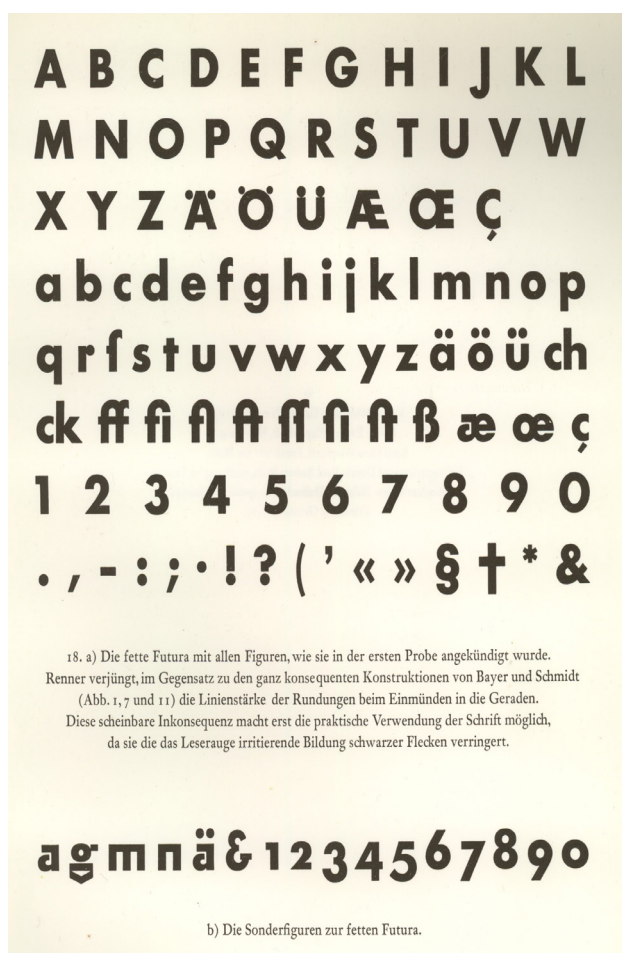 A B C D E F G H I J K L
M N O P Q R S T U V W
X Y Z Ä Ö Ü Æ Œ Ç
a b c d e f g h i j k l m n o p
q r ſ s t u v w x y z ä ö ü ch
ck ff fi fl ft ſſ ſi ſt ß æ œ ç
1 2 3 4 5 6 7 8 9 0
. , - : ; · ! ? ( ’ « » § † * &
18. a) Die fette Futura mit allen Figuren, wie sie in der ersten Probe angekündigt wurde.
Renner verjüngt, im Gegensatz zu den ganz konsequenten Konstruktionen von Bayer und Schmidt
(Abb. 1, 7 und 11) die Linienstärke der Rundungen beim Einmünden in die Geraden.
Diese scheinbare Inkonsequenz macht erst die praktische Verwendung der Schrift möglich,
da sie die das Leserauge irritierende Bildung schwarzer Flecken verringert.
a g m n ä & 1 2 3 4 5 6 7 8 9 0
b) Die Sonderfiguren zur fetten Futura.